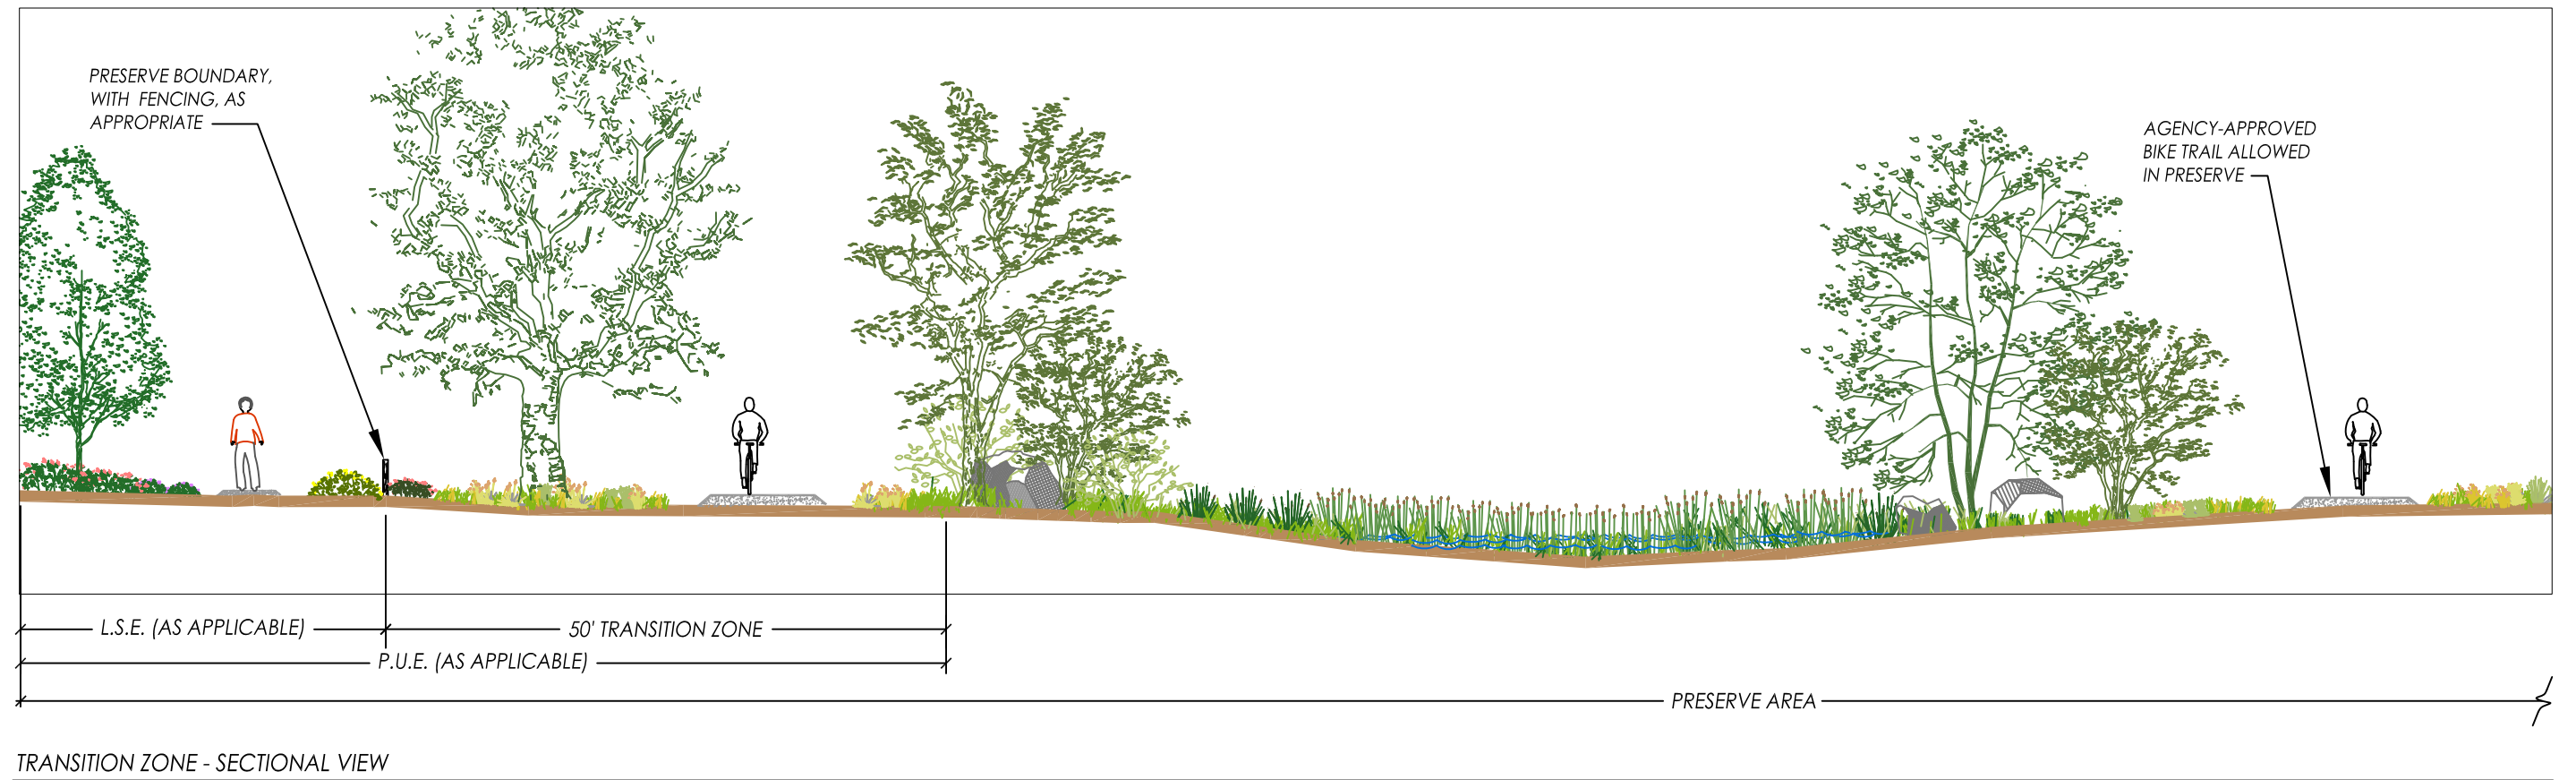 PRESERVE BOUNDARY,
WITH FENCING, AS
APPROPRIATE
AGENCY-APPROVED
BIKE TRAIL ALLOWED
IN PRESERVE
L.S.E. (AS APPLICABLE)
50' TRANSITION ZONE
P.U.E. (AS APPLICABLE)
PRESERVE AREA
TRANSITION ZONE - SECTIONAL VIEW